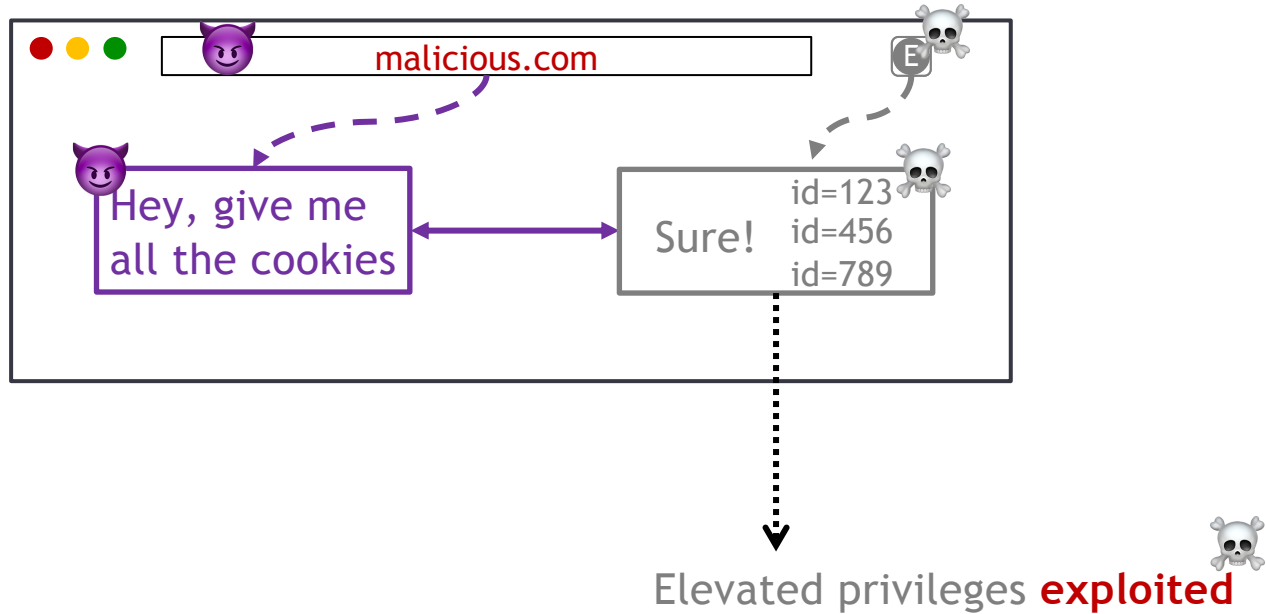 malicious.com
E
Hey, give me
all the cookies
Sure!
id=123
id=456
id=789
Elevated privileges exploited